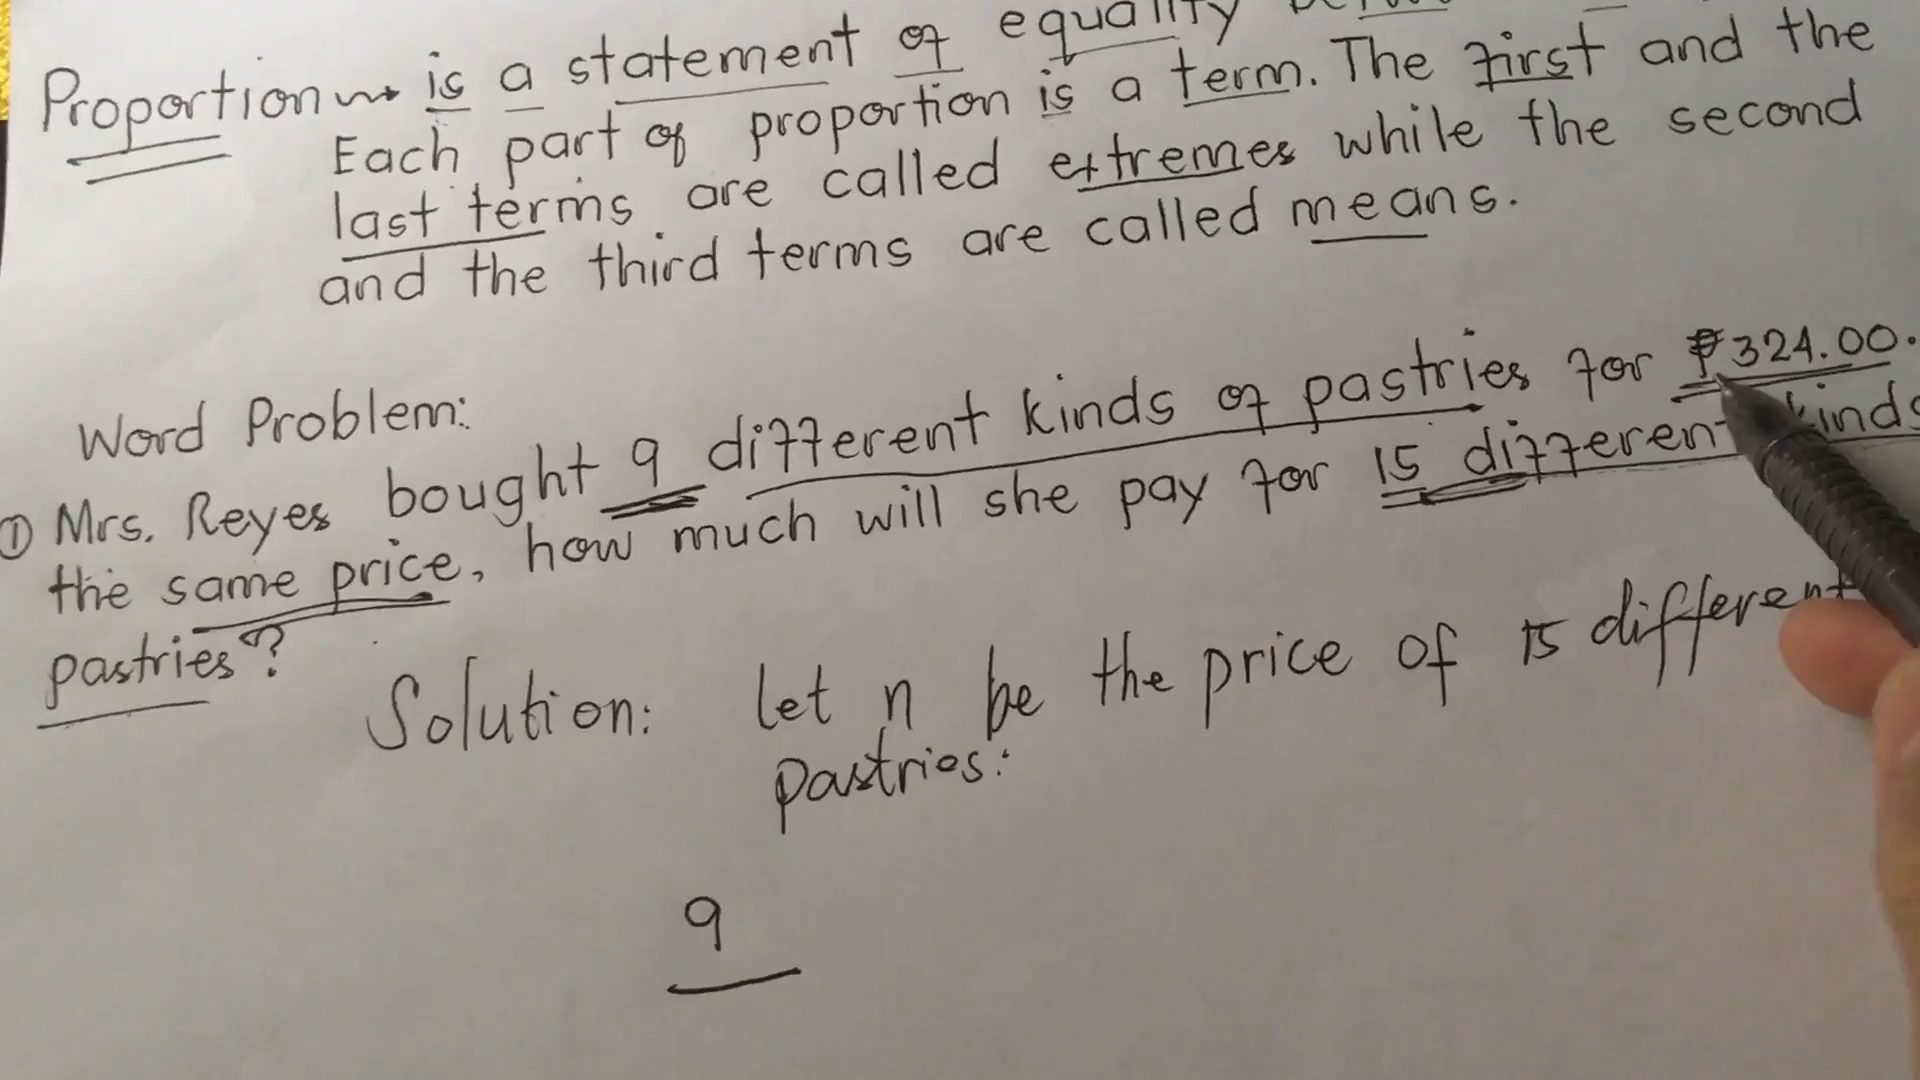 Proportion is a statement of equality
Each part of proportion is a term. The first and the
last terms are called extremes while the second
and the third terms are called means.
Word Problem:
① Mrs. Reyes bought 9 different kinds of pastries for ₱324.00.
the same price, how much will she pay for 15 different kinds
pastries?
Solution: let n be the price of 15 different
pastries:
9